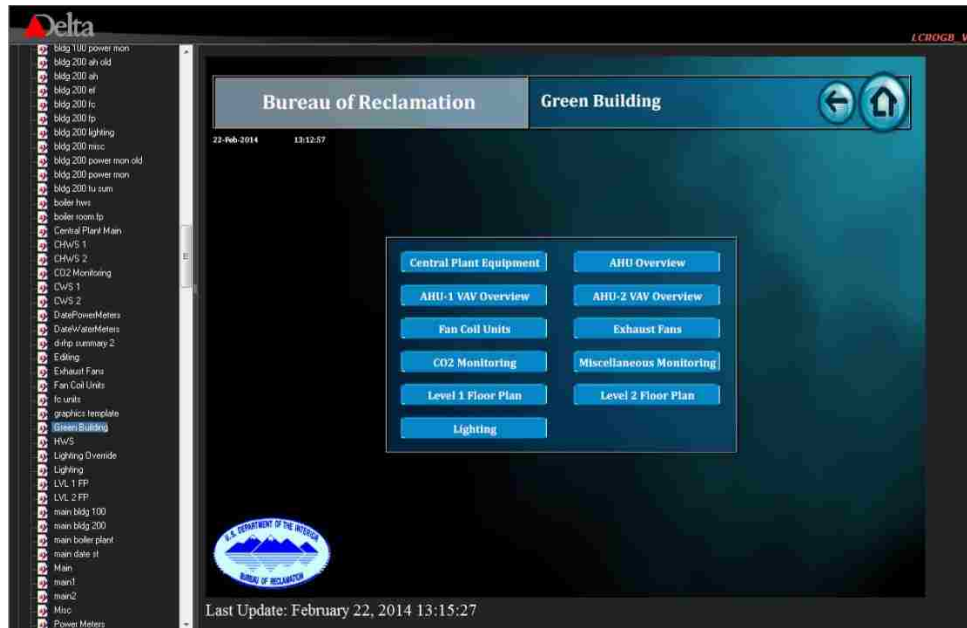 Delta
LCROGB_V
bldg 100 power mon
bldg 200 ah old
bldg 200 ah
bldg 200 ef
bldg 200 fc
bldg 200 fp
bldg 200 lighting
bldg 200 misc
bldg 200 power mon old
bldg 200 power mon
bldg 200 tu sum
boiler hws
boiler room fp
Central Plant Main
CHWS 1
CHWS 2
CO2 Monitoring
CWS 1
CWS 2
DatePowerMeters
DateWaterMeters
d-rhp summary 2
Editing
Exhaust Fans
Fan Coil Units
fc units
graphics template
Green Building
HWS
Lighting Override
Lighting
LVL 1 FP
LVL 2 FP
main bldg 100
main bldg 200
main boiler plant
main date st
Main
main1
main2
Misc
Power Meters
Bureau of Reclamation
Green Building
22-Feb-2014 13:12:57
Central Plant Equipment AHU Overview
AHU-1 VAV Overview AHU-2 VAV Overview
Fan Coil Units Exhaust Fans
CO2 Monitoring Miscellaneous Monitoring
Level 1 Floor Plan Level 2 Floor Plan
Lighting
U.S. DEPARTMENT OF THE INTERIOR
BUREAU OF RECLAMATION
Last Update: February 22, 2014 13:15:27